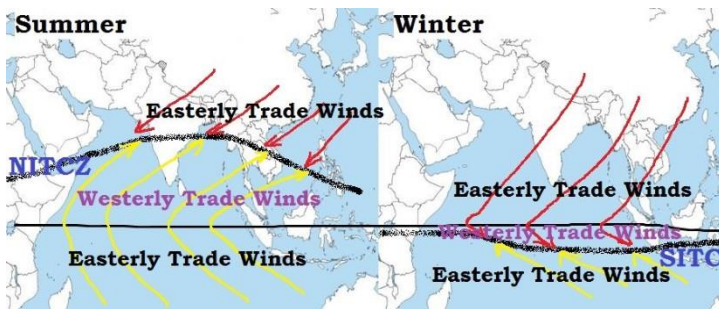 Summer
Easterly Trade Winds
NITCZ
Westerly Trade Winds
Easterly Trade Winds
Winter
Easterly Trade Winds
Westerly Trade Winds
SITC
Easterly Trade Winds